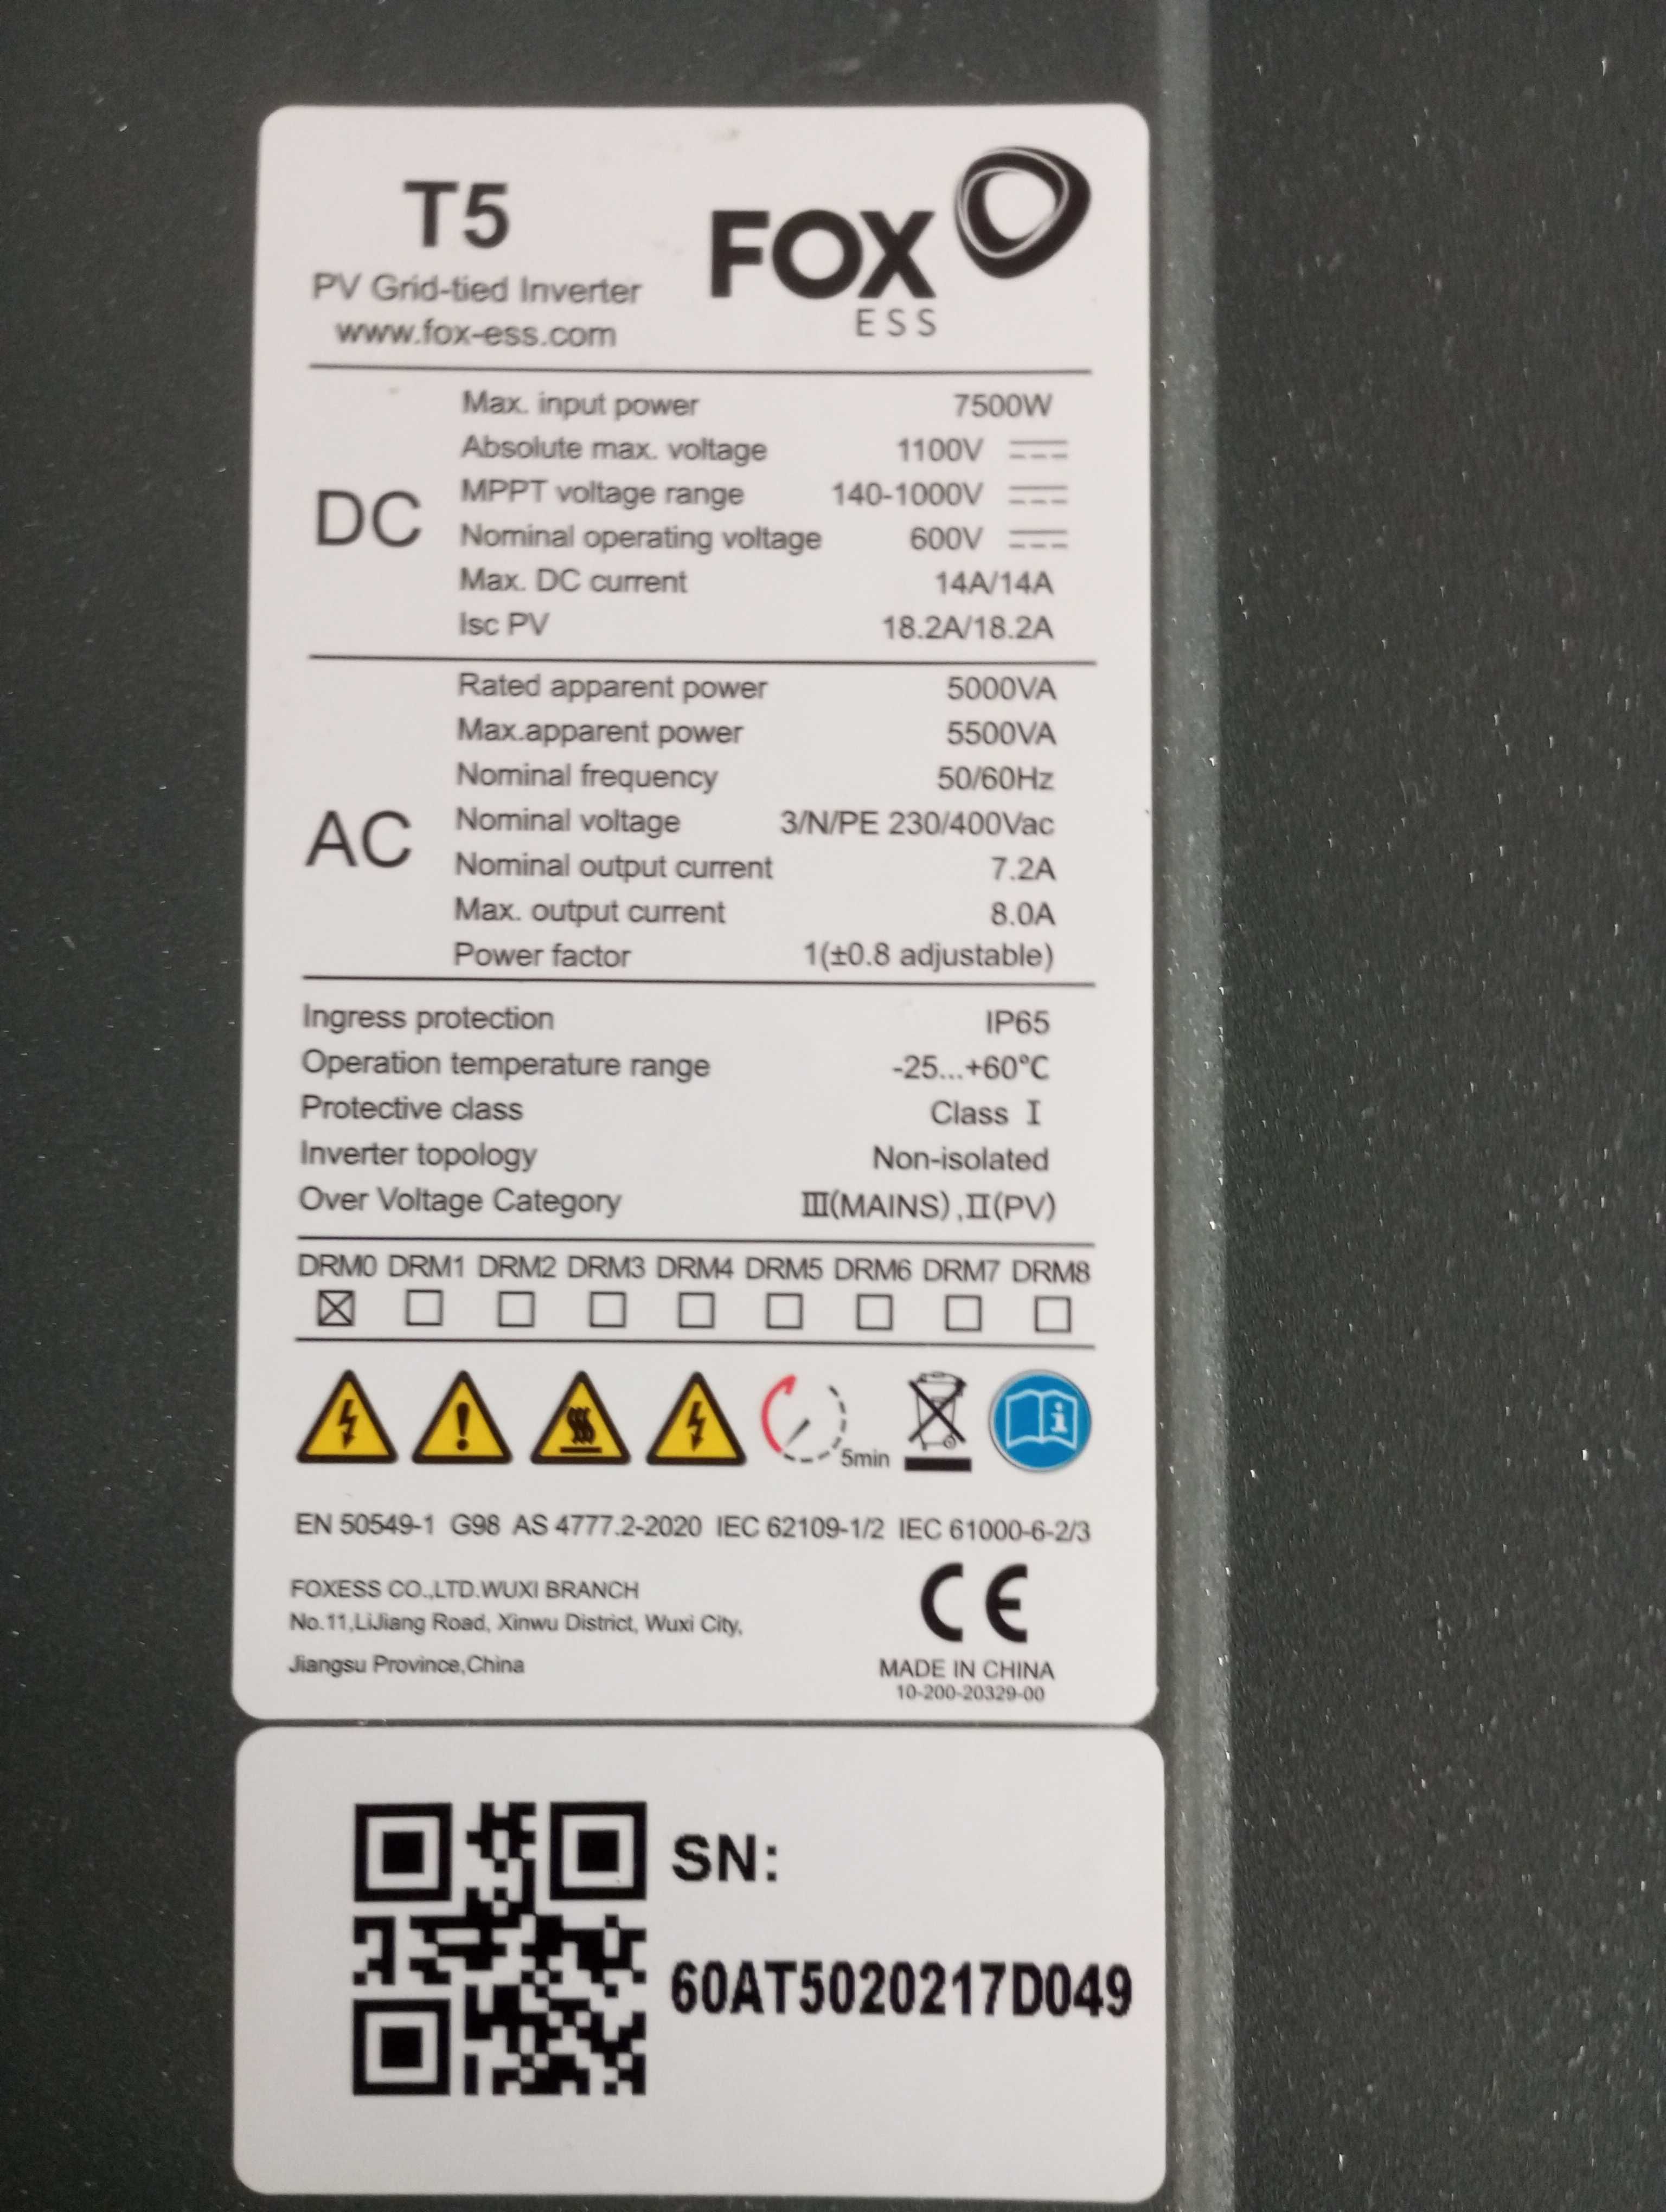 T5
FOX
ESS
PV Grid-tied Inverter
www.fox-ess.com
DC
Max. input power 7500W
Absolute max. voltage 1100V
MPPT voltage range 140-1000V
Nominal operating voltage 600V
Max. DC current 14A/14A
Isc PV 18.2A/18.2A
AC
Rated apparent power 5000VA
Max.apparent power 5500VA
Nominal frequency 50/60Hz
Nominal voltage 3/N/PE 230/400Vac
Nominal output current 7.2A
Max. output current 8.0A
Power factor 1(±0.8 adjustable)
Ingress protection IP65
Operation temperature range -25...+60°C
Protective class Class Ⅰ
Inverter topology Non-isolated
Over Voltage Category Ⅲ(MAINS),Ⅱ(PV)
DRM0 DRM1 DRM2 DRM3 DRM4 DRM5 DRM6 DRM7 DRM8
5min
EN 50549-1 G98 AS 4777.2-2020 IEC 62109-1/2 IEC 61000-6-2/3
FOXESS CO.,LTD.WUXI BRANCH
No.11,LiJiang Road, Xinwu District, Wuxi City,
Jiangsu Province,China
CE
MADE IN CHINA
10-200-20329-00
SN:
60AT5020217D049